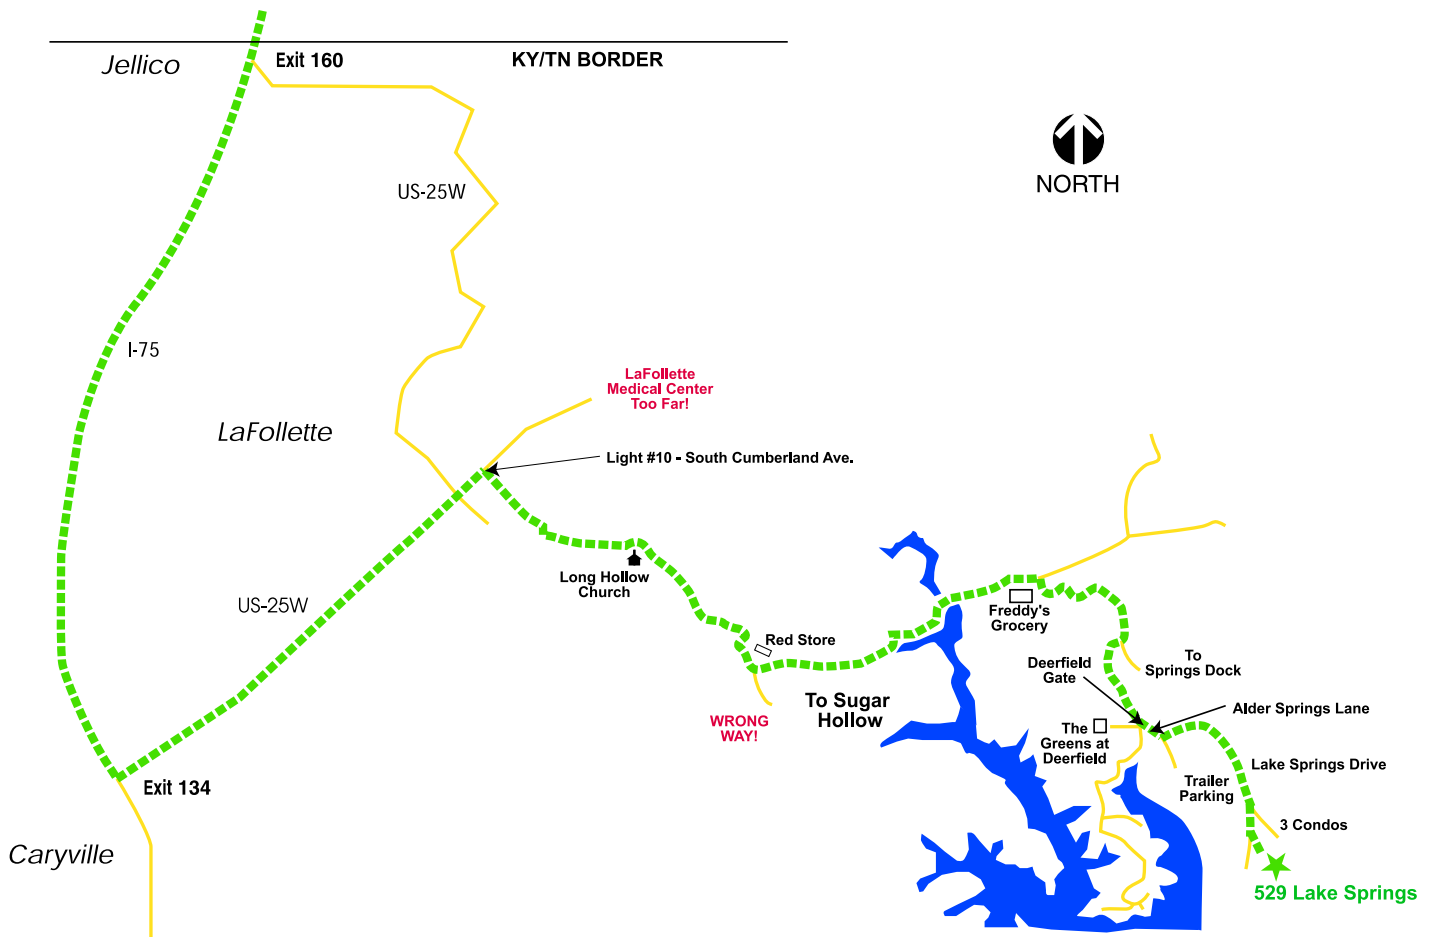 Jellico
Exit 160
KY/TN BORDER
NORTH
US-25W
I-75
LaFollette
Medical Center
Too Far!
LaFollette
Light #10 - South Cumberland Ave.
Long Hollow
Church
US-25W
Red Store
Freddy's
Grocery
To
Springs Dock
Deerfield
Gate
To Sugar
Hollow
WRONG
WAY!
Alder Springs Lane
The
Greens at
Deerfield
Lake Springs Drive
Trailer
Parking
Exit 134
3 Condos
Caryville
529 Lake Springs